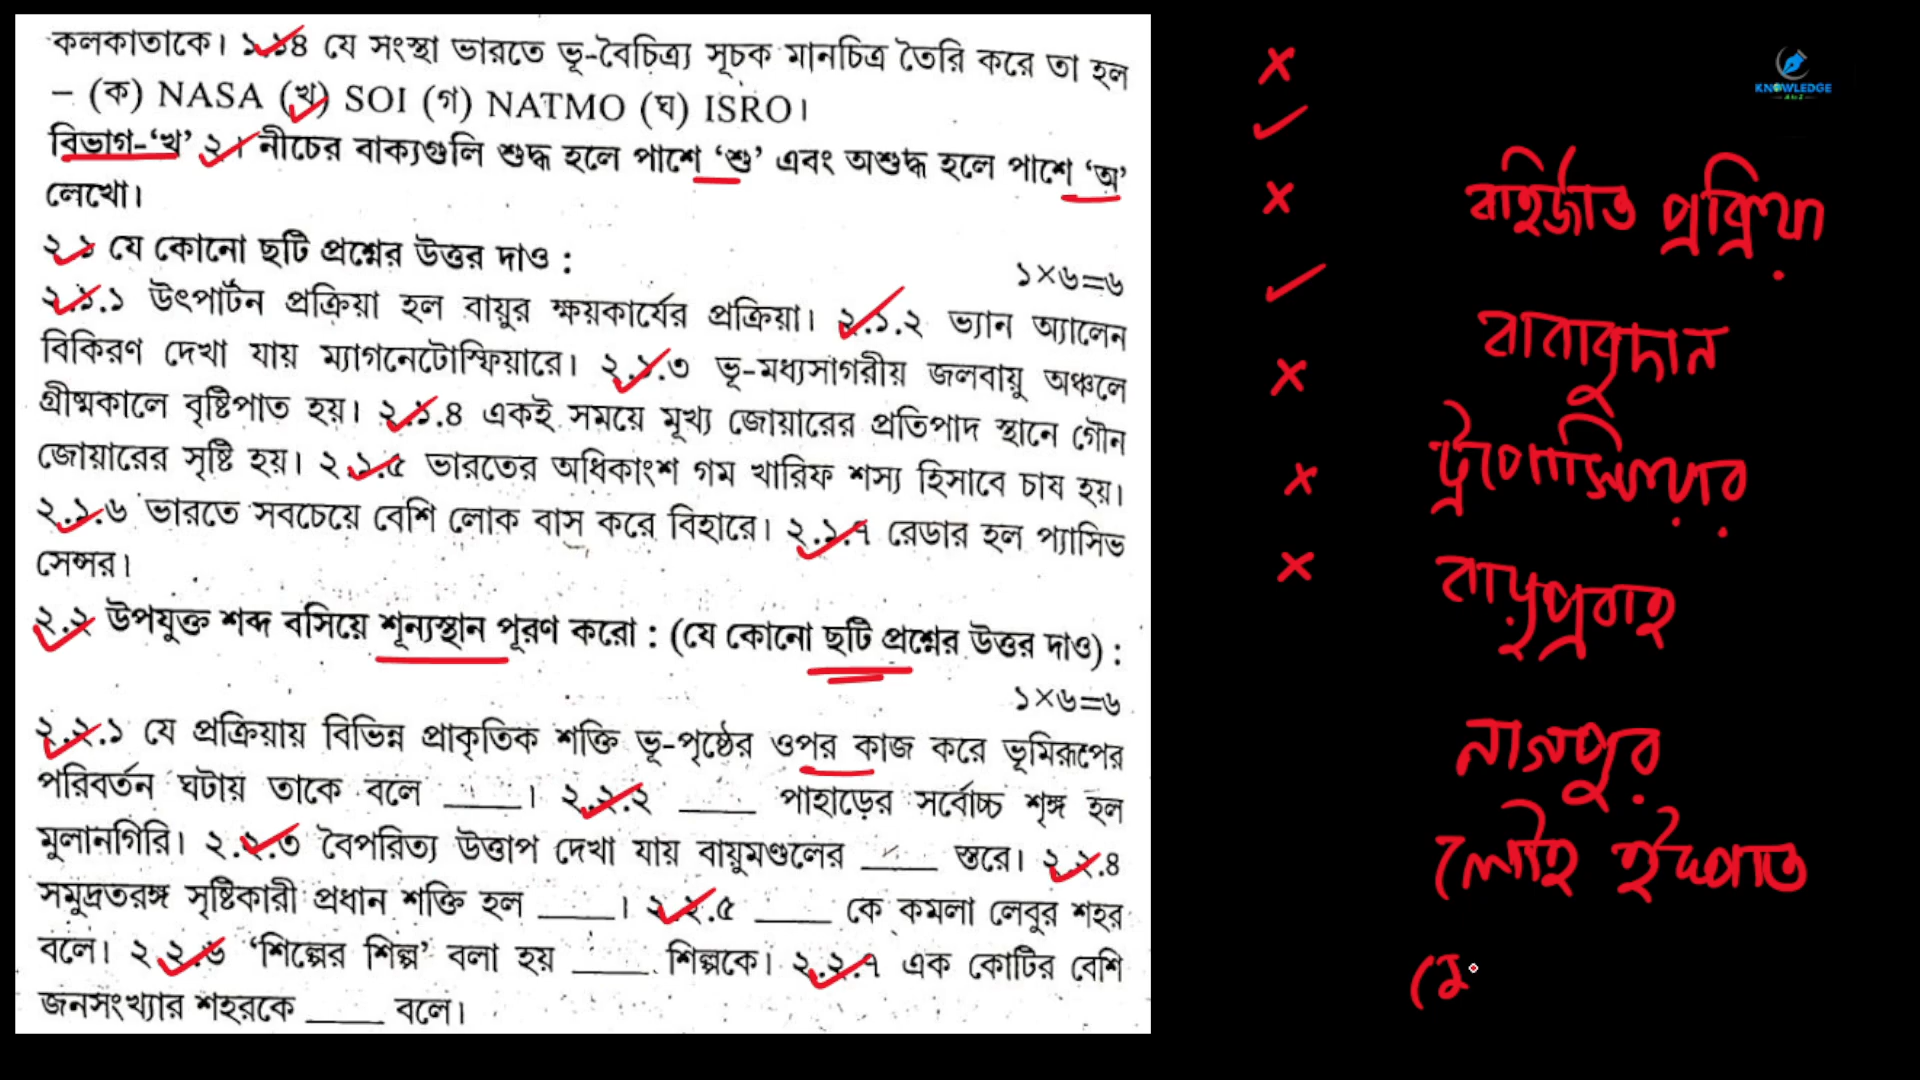 কলকাতাকে। ১.১৪ যে সংস্থা ভারতে ভূ-বৈচিত্র্য সূচক মানচিত্র তৈরি করে তা হল
– (ক) NASA (খ) SOI (গ) NATMO (ঘ) ISRO।
বিভাগ-‘খ’ ২। নীচের বাক্যগুলি শুদ্ধ হলে পাশে ‘শু’ এবং অশুদ্ধ হলে পাশে ‘অ’
লেখো।
২.১ যে কোনো ছটি প্রশ্নের উত্তর দাও :
১×৬=৬
২.১.১ উৎপাটন প্রক্রিয়া হল বায়ুর ক্ষয়কার্যের প্রক্রিয়া। ২.১.২ ভ্যান অ্যালেন
বিকিরণ দেখা যায় ম্যাগনেটোস্ফিয়ারে। ২.১.৩ ভূ-মধ্যসাগরীয় জলবায়ু অঞ্চলে
গ্রীষ্মকালে বৃষ্টিপাত হয়। ২.১.৪ একই সময়ে মূখ্য জোয়ারের প্রতিপাদ স্থানে গৌন
জোয়ারের সৃষ্টি হয়। ২.১.৫ ভারতের অধিকাংশ গম খারিফ শস্য হিসাবে চাষ হয়।
২.১.৬ ভারতে সবচেয়ে বেশি লোক বাস করে বিহারে। ২.১.৭ রেডার হল প্যাসিভ
সেন্সর।
২.২ উপযুক্ত শব্দ বসিয়ে শূন্যস্থান পূরণ করো : (যে কোনো ছটি প্রশ্নের উত্তর দাও) :
১×৬=৬
২.২.১ যে প্রক্রিয়ায় বিভিন্ন প্রাকৃতিক শক্তি ভূ-পৃষ্ঠের ওপর কাজ করে ভূমিরূপের
পরিবর্তন ঘটায় তাকে বলে ____। ২.২.২ ____ পাহাড়ের সর্বোচ্চ শৃঙ্গ হল
মুলানগিরি। ২.২.৩ বৈপরিত্য উত্তাপ দেখা যায় বায়ুমণ্ডলের ____ স্তরে। ২.২.৪
সমুদ্রতরঙ্গ সৃষ্টিকারী প্রধান শক্তি হল ____। ২.২.৫ ____ কে কমলা লেবুর শহর
বলে। ২.২.৬ ‘শিল্পের শিল্প’ বলা হয় ____ শিল্পকে। ২.২.৭ এক কোটির বেশি
জনসংখ্যার শহরকে ____ বলে।
KNOWLEDGE
বহির্জাত প্রক্রিয়া
বাবাবুদান
ট্রপোস্ফিয়ার
বায়ুপ্রবাহ
নাগপুর
লৌহ ইস্পাত